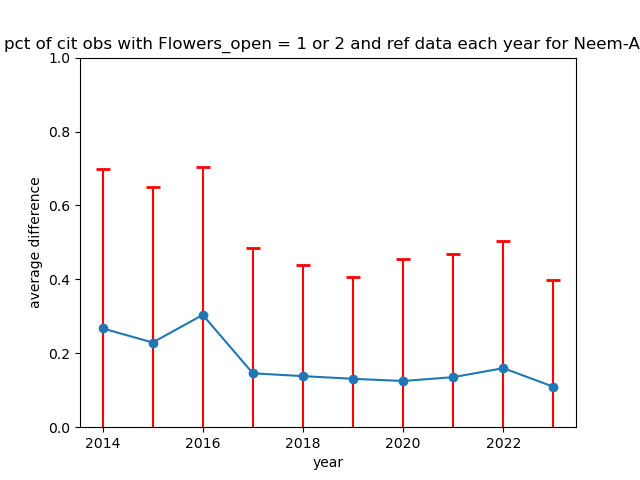 pct of cit obs with Flowers_open = 1 or 2 and ref data each year for Neem-A
1.0
0.8
0.6
0.4
0.2
0.0
average difference
2014 2016 2018 2020 2022
year